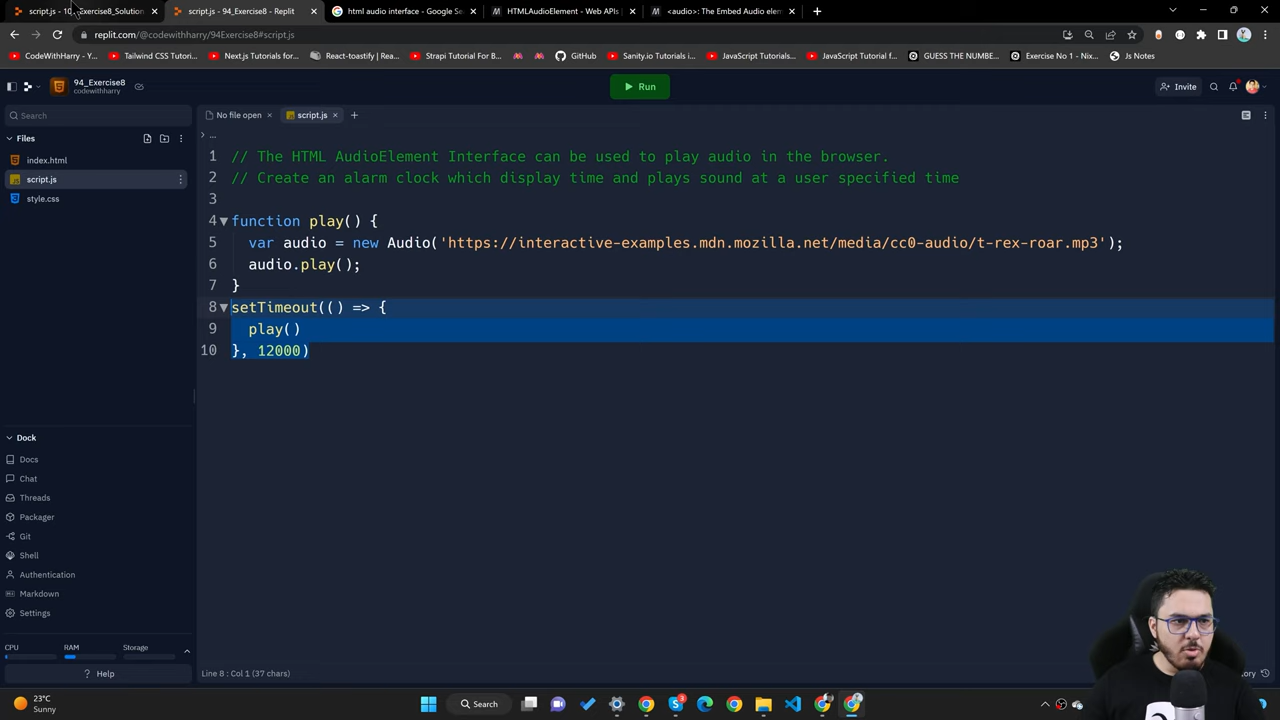 script.js - 10_Exercise8_Solution
script.js - 94_Exercise8 - Replit
html audio interface - Google Se
HTMLAudioElement - Web APIs
<audio>: The Embed Audio elem
replit.com/@codewithharry/94Exercise8#script.js
CodeWithHarry - Y...
Tailwind CSS Tutori...
Next.js Tutorials for...
React-toastify | Rea...
Strapi Tutorial For B...
GitHub
Sanity.io Tutorials i...
JavaScript Tutorials...
JavaScript Tutorial f...
GUESS THE NUMBE...
Exercise No 1 - Nix...
Js Notes
94_Exercise8
codewithharry
Run
Invite
Search
No file open
script.js
Files
...
index.html
script.js
style.css
1 // The HTML AudioElement Interface can be used to play audio in the browser.
2 // Create an alarm clock which display time and plays sound at a user specified time
3
4 function play() {
5 var audio = new Audio('https://interactive-examples.mdn.mozilla.net/media/cc0-audio/t-rex-roar.mp3');
6 audio.play();
7 }
8 setTimeout(() => {
9 play()
10 }, 12000)
Dock
Docs
Chat
Threads
Packager
Git
Shell
Authentication
Markdown
Settings
CPU
RAM
Storage
? Help
Line 8 : Col 1 (37 chars)
23°C
Sunny
Search